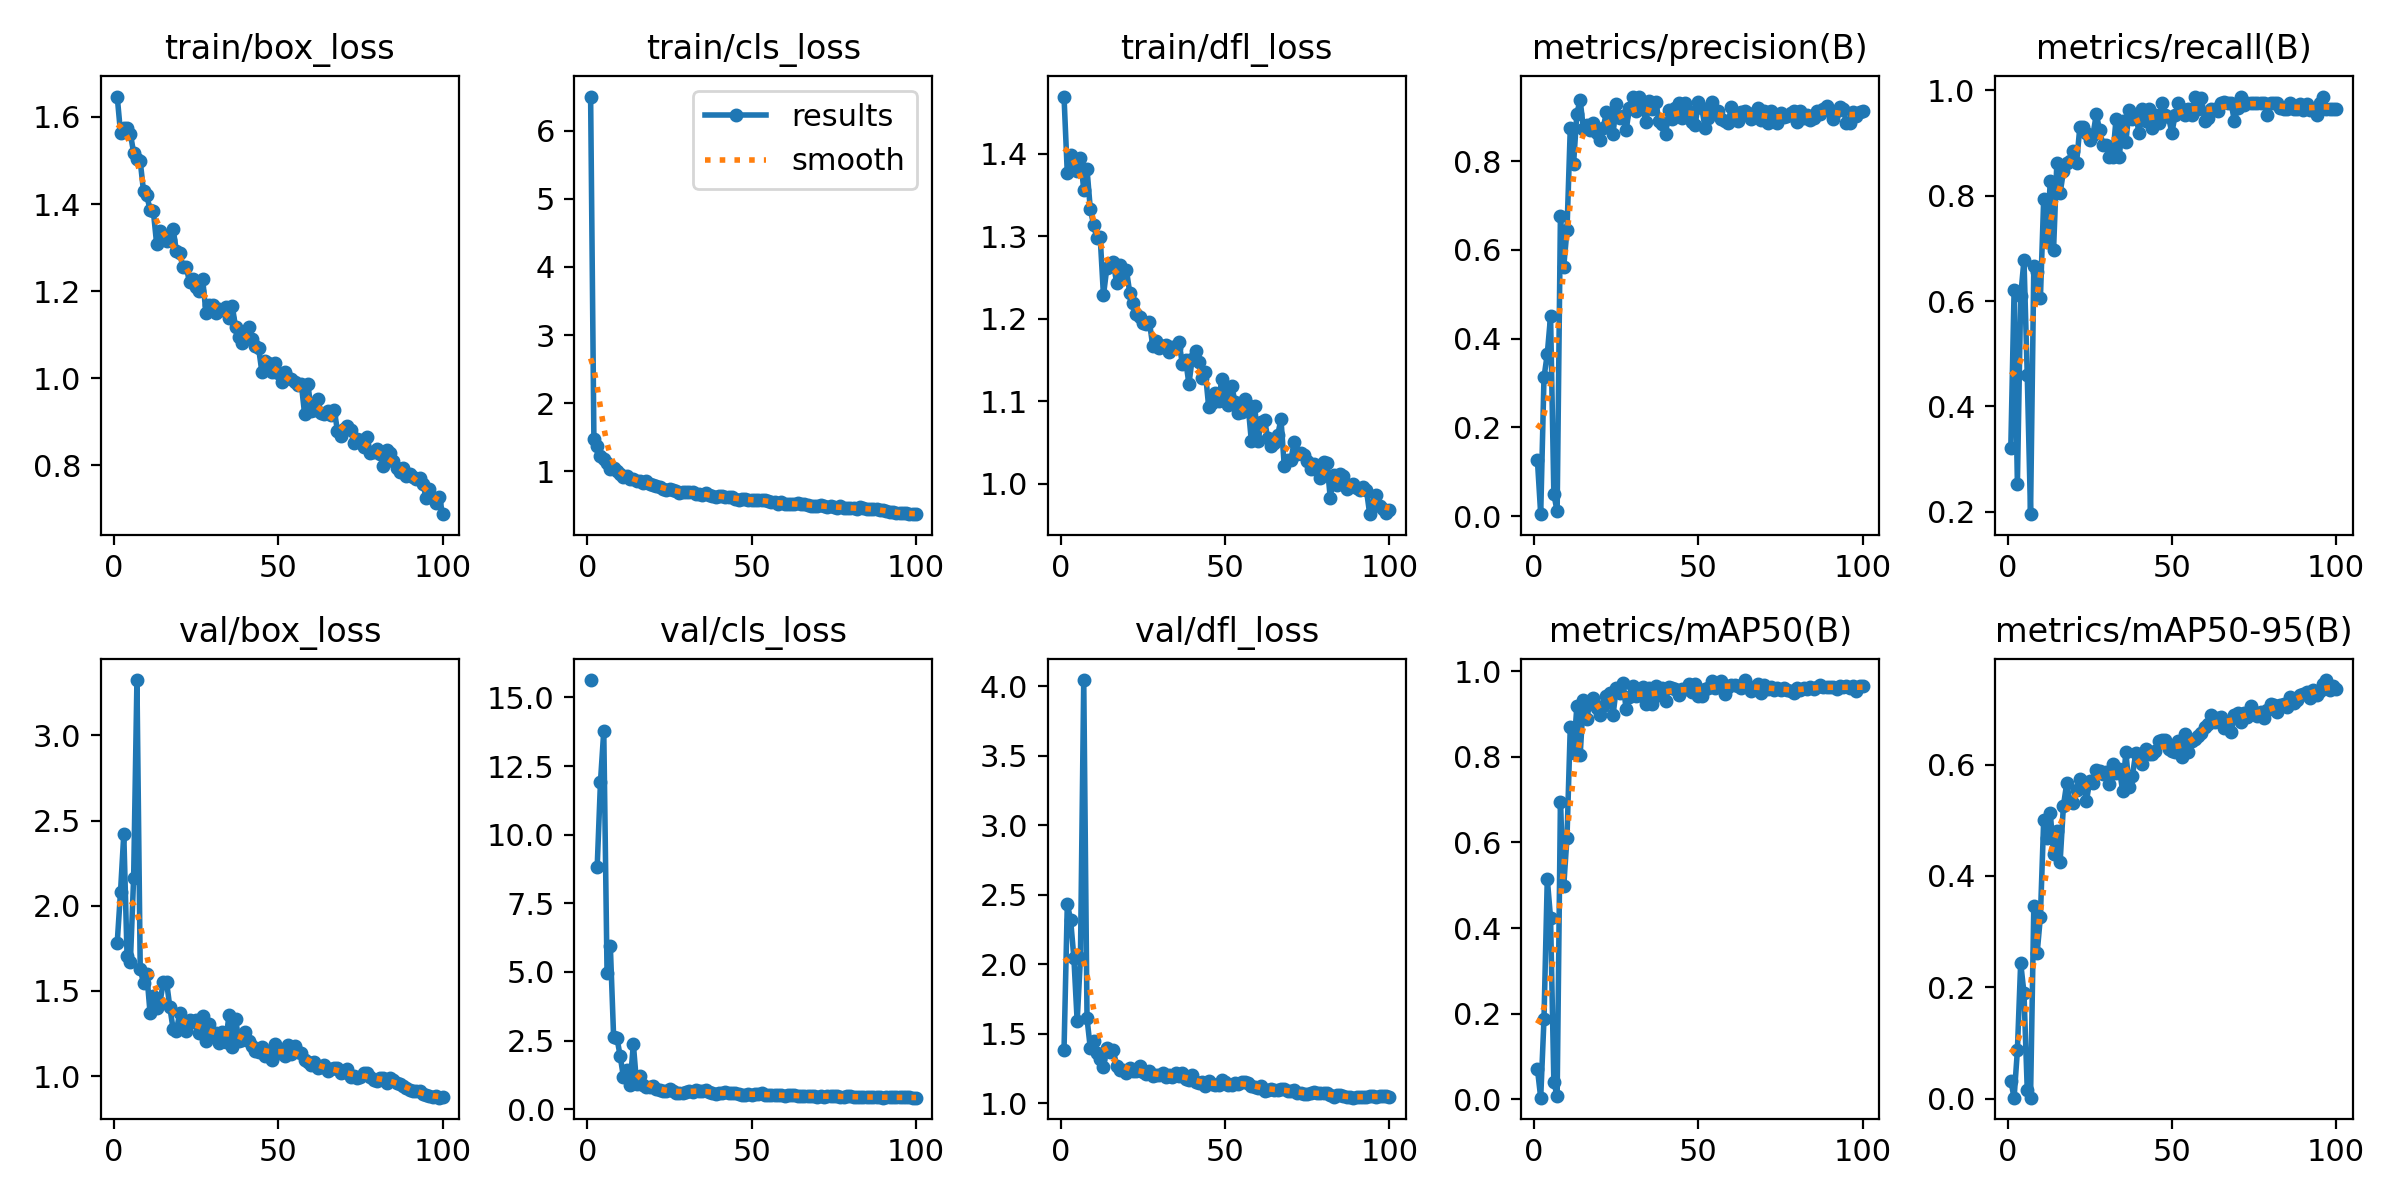 train/box_loss
1.6
1.4
1.2
1.0
0.8
0 50 100
train/cls_loss
results
smooth
6
5
4
3
2
1
0 50 100
train/dfl_loss
1.4
1.3
1.2
1.1
1.0
0 50 100
metrics/precision(B)
0.8
0.6
0.4
0.2
0.0
0 50 100
metrics/recall(B)
1.0
0.8
0.6
0.4
0.2
0 50 100
val/box_loss
3.0
2.5
2.0
1.5
1.0
0 50 100
val/cls_loss
15.0
12.5
10.0
7.5
5.0
2.5
0.0
0 50 100
val/dfl_loss
4.0
3.5
3.0
2.5
2.0
1.5
1.0
0 50 100
metrics/mAP50(B)
1.0
0.8
0.6
0.4
0.2
0.0
0 50 100
metrics/mAP50-95(B)
0.6
0.4
0.2
0.0
0 50 100